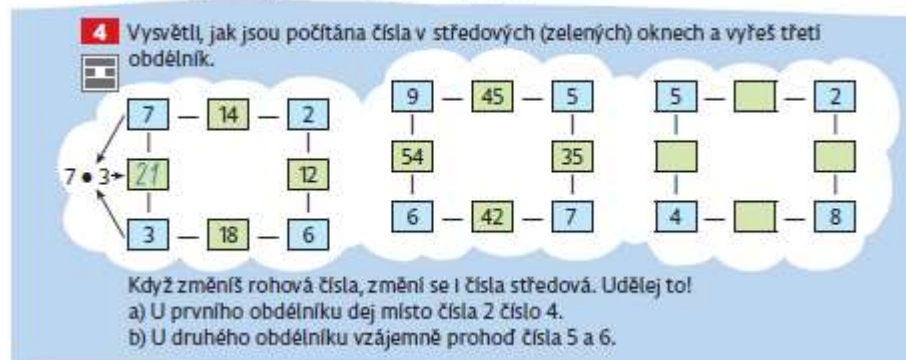 4 Vysvětli, jak jsou počítána čísla v středových (zelených) oknech a vyřeš třetí
obdélník.
7 — 14 — 2
9 — 45 — 5
5 — — 2
7 • 3 21 12
54 35
3 — 18 — 6
6 — 42 — 7
4 — — 8
Když změníš rohová čísla, změní se i čísla středová. Udělej to!
a) U prvního obdélníku dej místo čísla 2 číslo 4.
b) U druhého obdélníku vzájemně prohoď čísla 5 a 6.